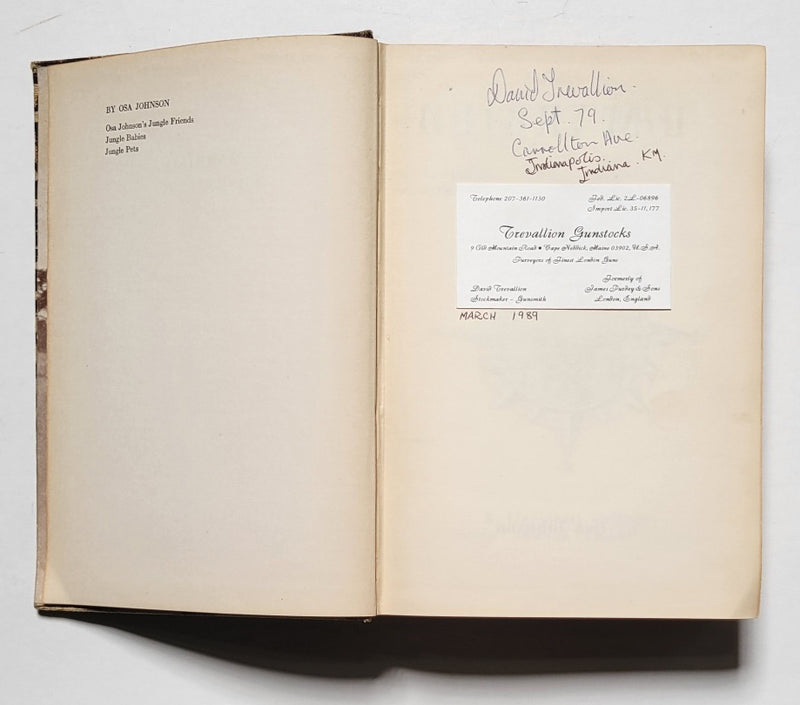 BY OSA JOHNSON
Osa Johnson's Jungle Friends
Jungle Babies
Jungle Pets
David Trevallion.
Sept. 79.
Carrollton Ave.
Indianapolis.
Indiana. KM.
Telephone 207-361-1130
Fed. Lic. 2L-06896
Import Lic. 35-11,177
Trevallion Gunstocks
9 Old Mountain Road • Cape Neddick, Maine 03902, U.S.A.
Purveyors of Finest London Guns
Formerly of
David Trevallion James Purdey & Sons
Stockmaker - Gunsmith London, England
MARCH 1989